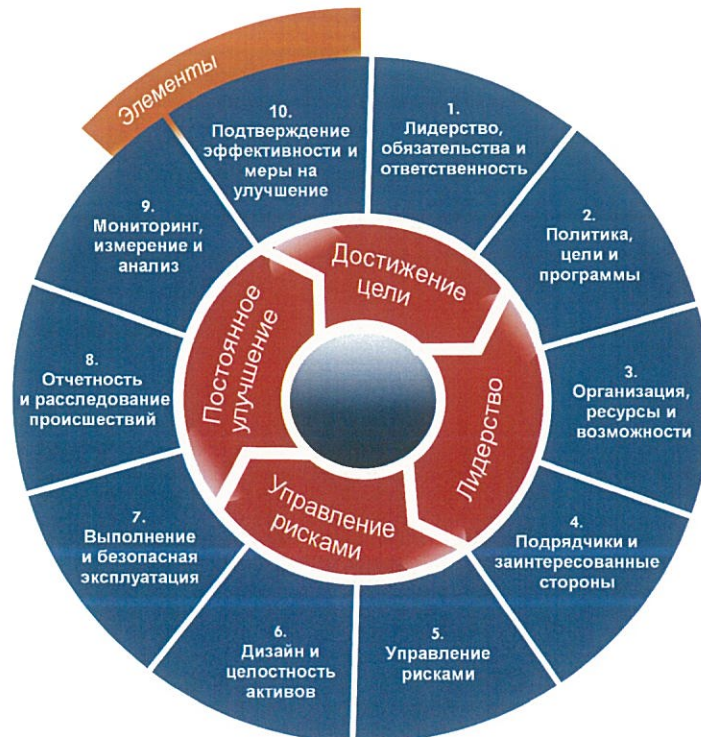 Элементы
1.
Лидерство,
обязательства и
ответственность
2.
Политика,
цели и
программы
3.
Организация,
ресурсы и
возможности
4.
Подрядчики и
заинтересованные
стороны
5.
Управление
рисками
6.
Дизайн и
целостность
активов
7.
Выполнение
и безопасная
эксплуатация
8.
Отчетность
и расследование
происшествий
9.
Мониторинг,
измерение и
анализ
10.
Подтверждение
эффективности и
меры на
улучшение
Достижение
цели
Лидерство
Управление
рисками
Постоянное
улучшение